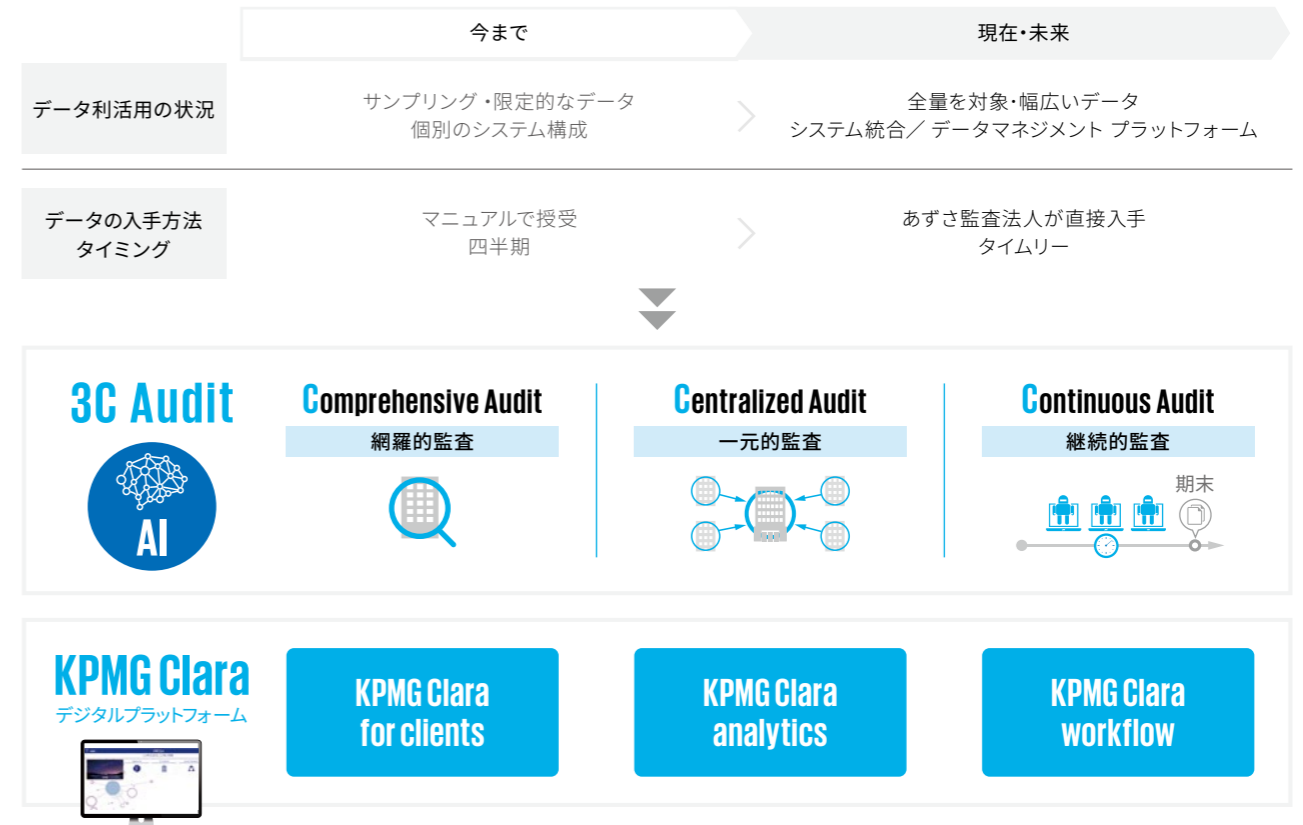 今まで
現在・未来
データ利活用の状況
サンプリング・限定的なデータ
個別のシステム構成
全量を対象・幅広いデータ
システム統合／データマネジメント プラットフォーム
データの入手方法
タイミング
マニュアルで授受
四半期
あずさ監査法人が直接入手
タイムリー
3C Audit
AI
Comprehensive Audit
網羅的監査
Centralized Audit
一元的監査
Continuous Audit
継続的監査
期末
KPMG Clara
デジタルプラットフォーム
KPMG Clara
for clients
KPMG Clara
analytics
KPMG Clara
workflow